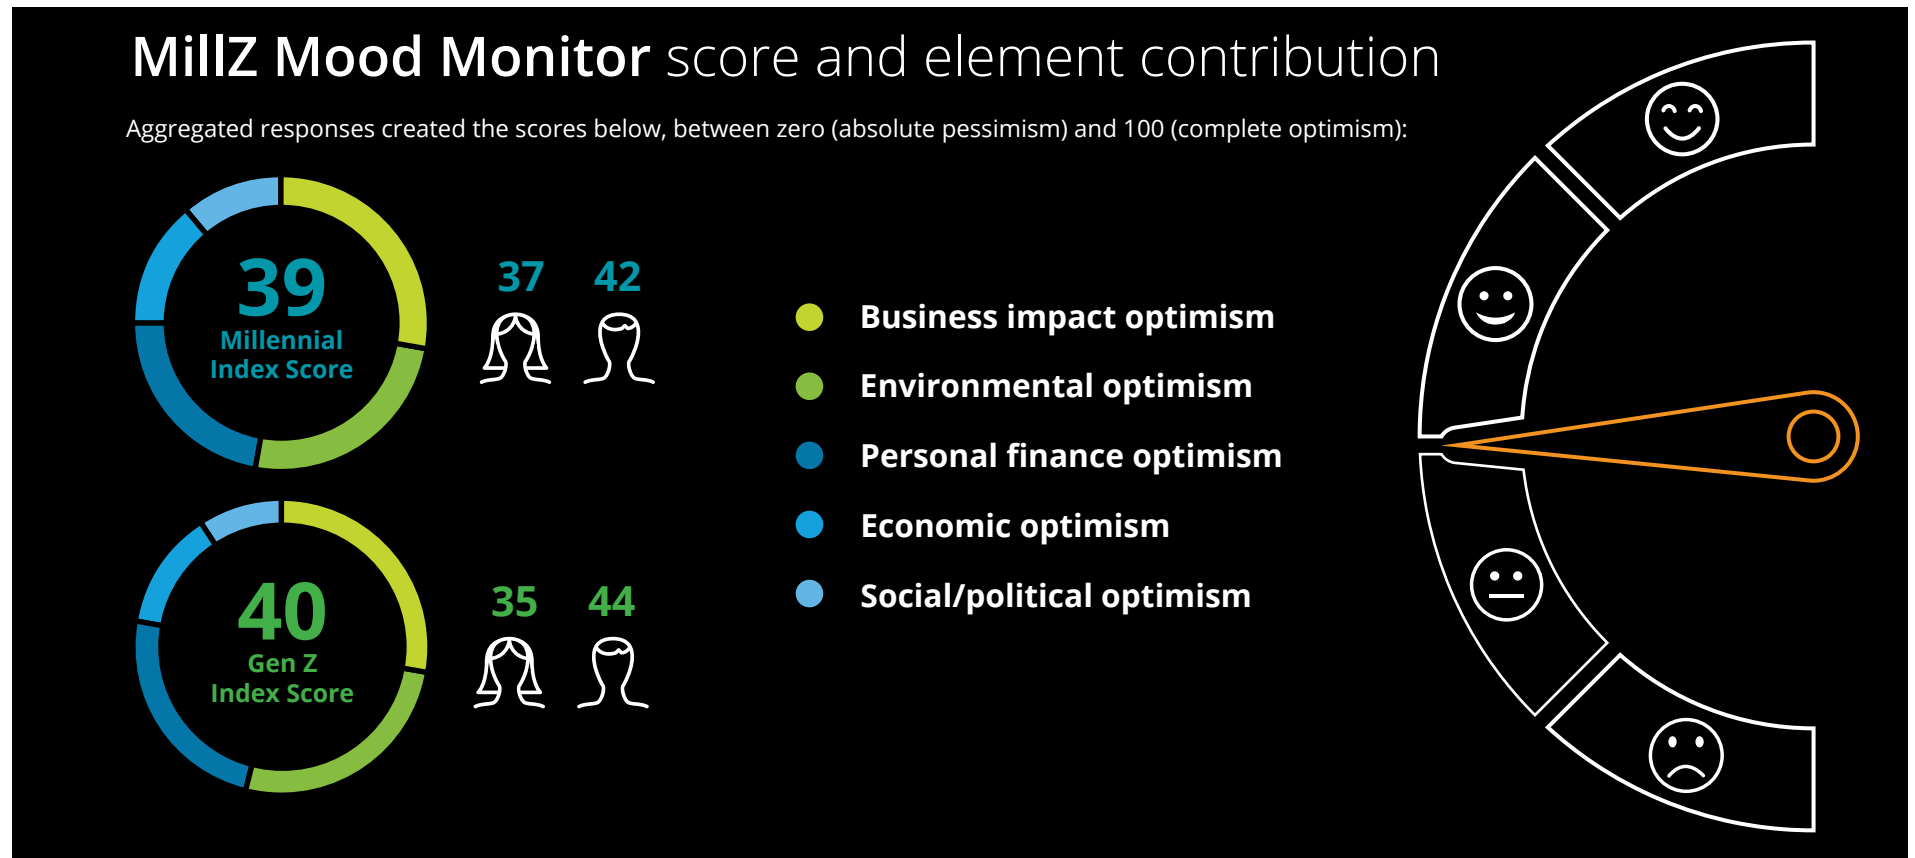 MillZ Mood Monitor score and element contribution
Aggregated responses created the scores below, between zero (absolute pessimism) and 100 (complete optimism):
39
Millennial
Index Score
37 42
40
Gen Z
Index Score
35 44
Business impact optimism
Environmental optimism
Personal finance optimism
Economic optimism
Social/political optimism